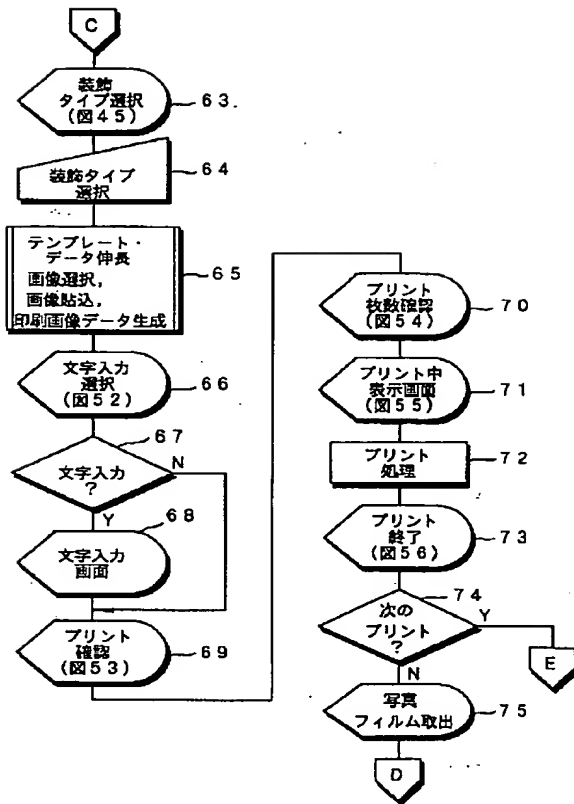 C
装飾
タイプ選択
(図45)
63
装飾タイプ
選択
64
テンプレート・
データ伸長
画像選択,
画像貼込,
印刷画像データ生成
65
文字入力
選択
(図52)
66
文字入力
?
67
N
Y
文字入力
画面
68
プリント
確認
(図53)
69
プリント
枚数確認
(図54)
70
プリント中
表示画面
(図55)
71
プリント
処理
72
プリント
終了
(図56)
73
次の
プリント
?
74
Y
E
N
写真
フィルム取出
75
D